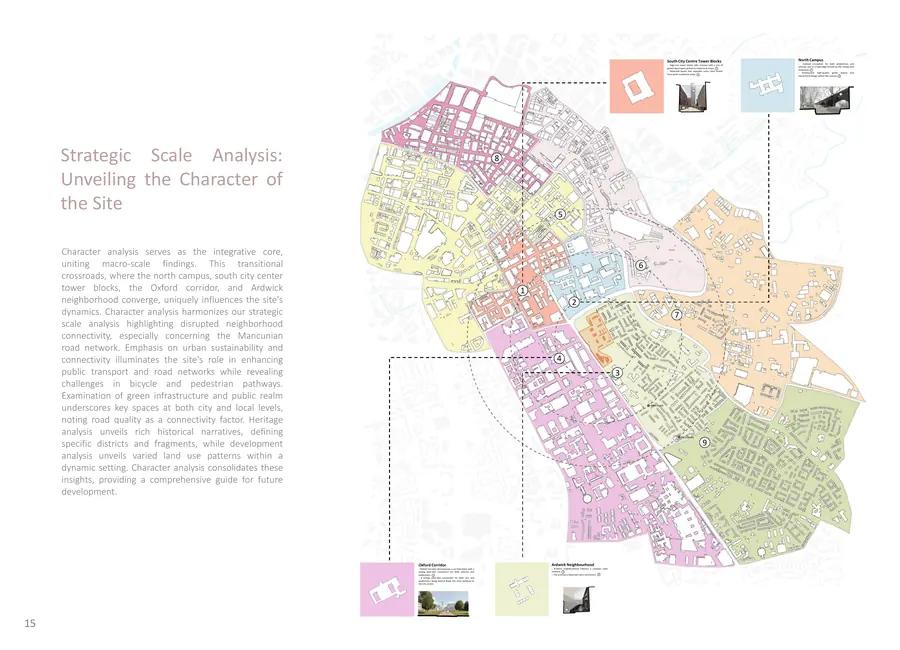 Strategic Scale Analysis:
Unveiling the Character of
the Site
Character analysis serves as the integrative core,
uniting macro-scale findings. This transitional
crossroads, where the north campus, south city center
tower blocks, the Oxford corridor, and Ardwick
neighborhood converge, uniquely influences the site's
dynamics. Character analysis harmonizes our strategic
scale analysis highlighting disrupted neighborhood
connectivity, especially concerning the Mancunian
road network. Emphasis on urban sustainability and
connectivity illuminates the site's role in enhancing
public transport and road networks while revealing
challenges in bicycle and pedestrian pathways.
Examination of green infrastructure and public realm
underscores key spaces at both city and local levels,
noting road quality as a connectivity factor. Heritage
analysis unveils rich historical narratives, defining
specific districts and fragments, while development
analysis unveils varied land use patterns within a
dynamic setting. Character analysis consolidates these
insights, providing a comprehensive guide for future
development.
15
South City Centre Tower Blocks
North Campus
8
5
6
1
2
7
4
3
9
Oxford Corridor
Ardwick Neighbourhood